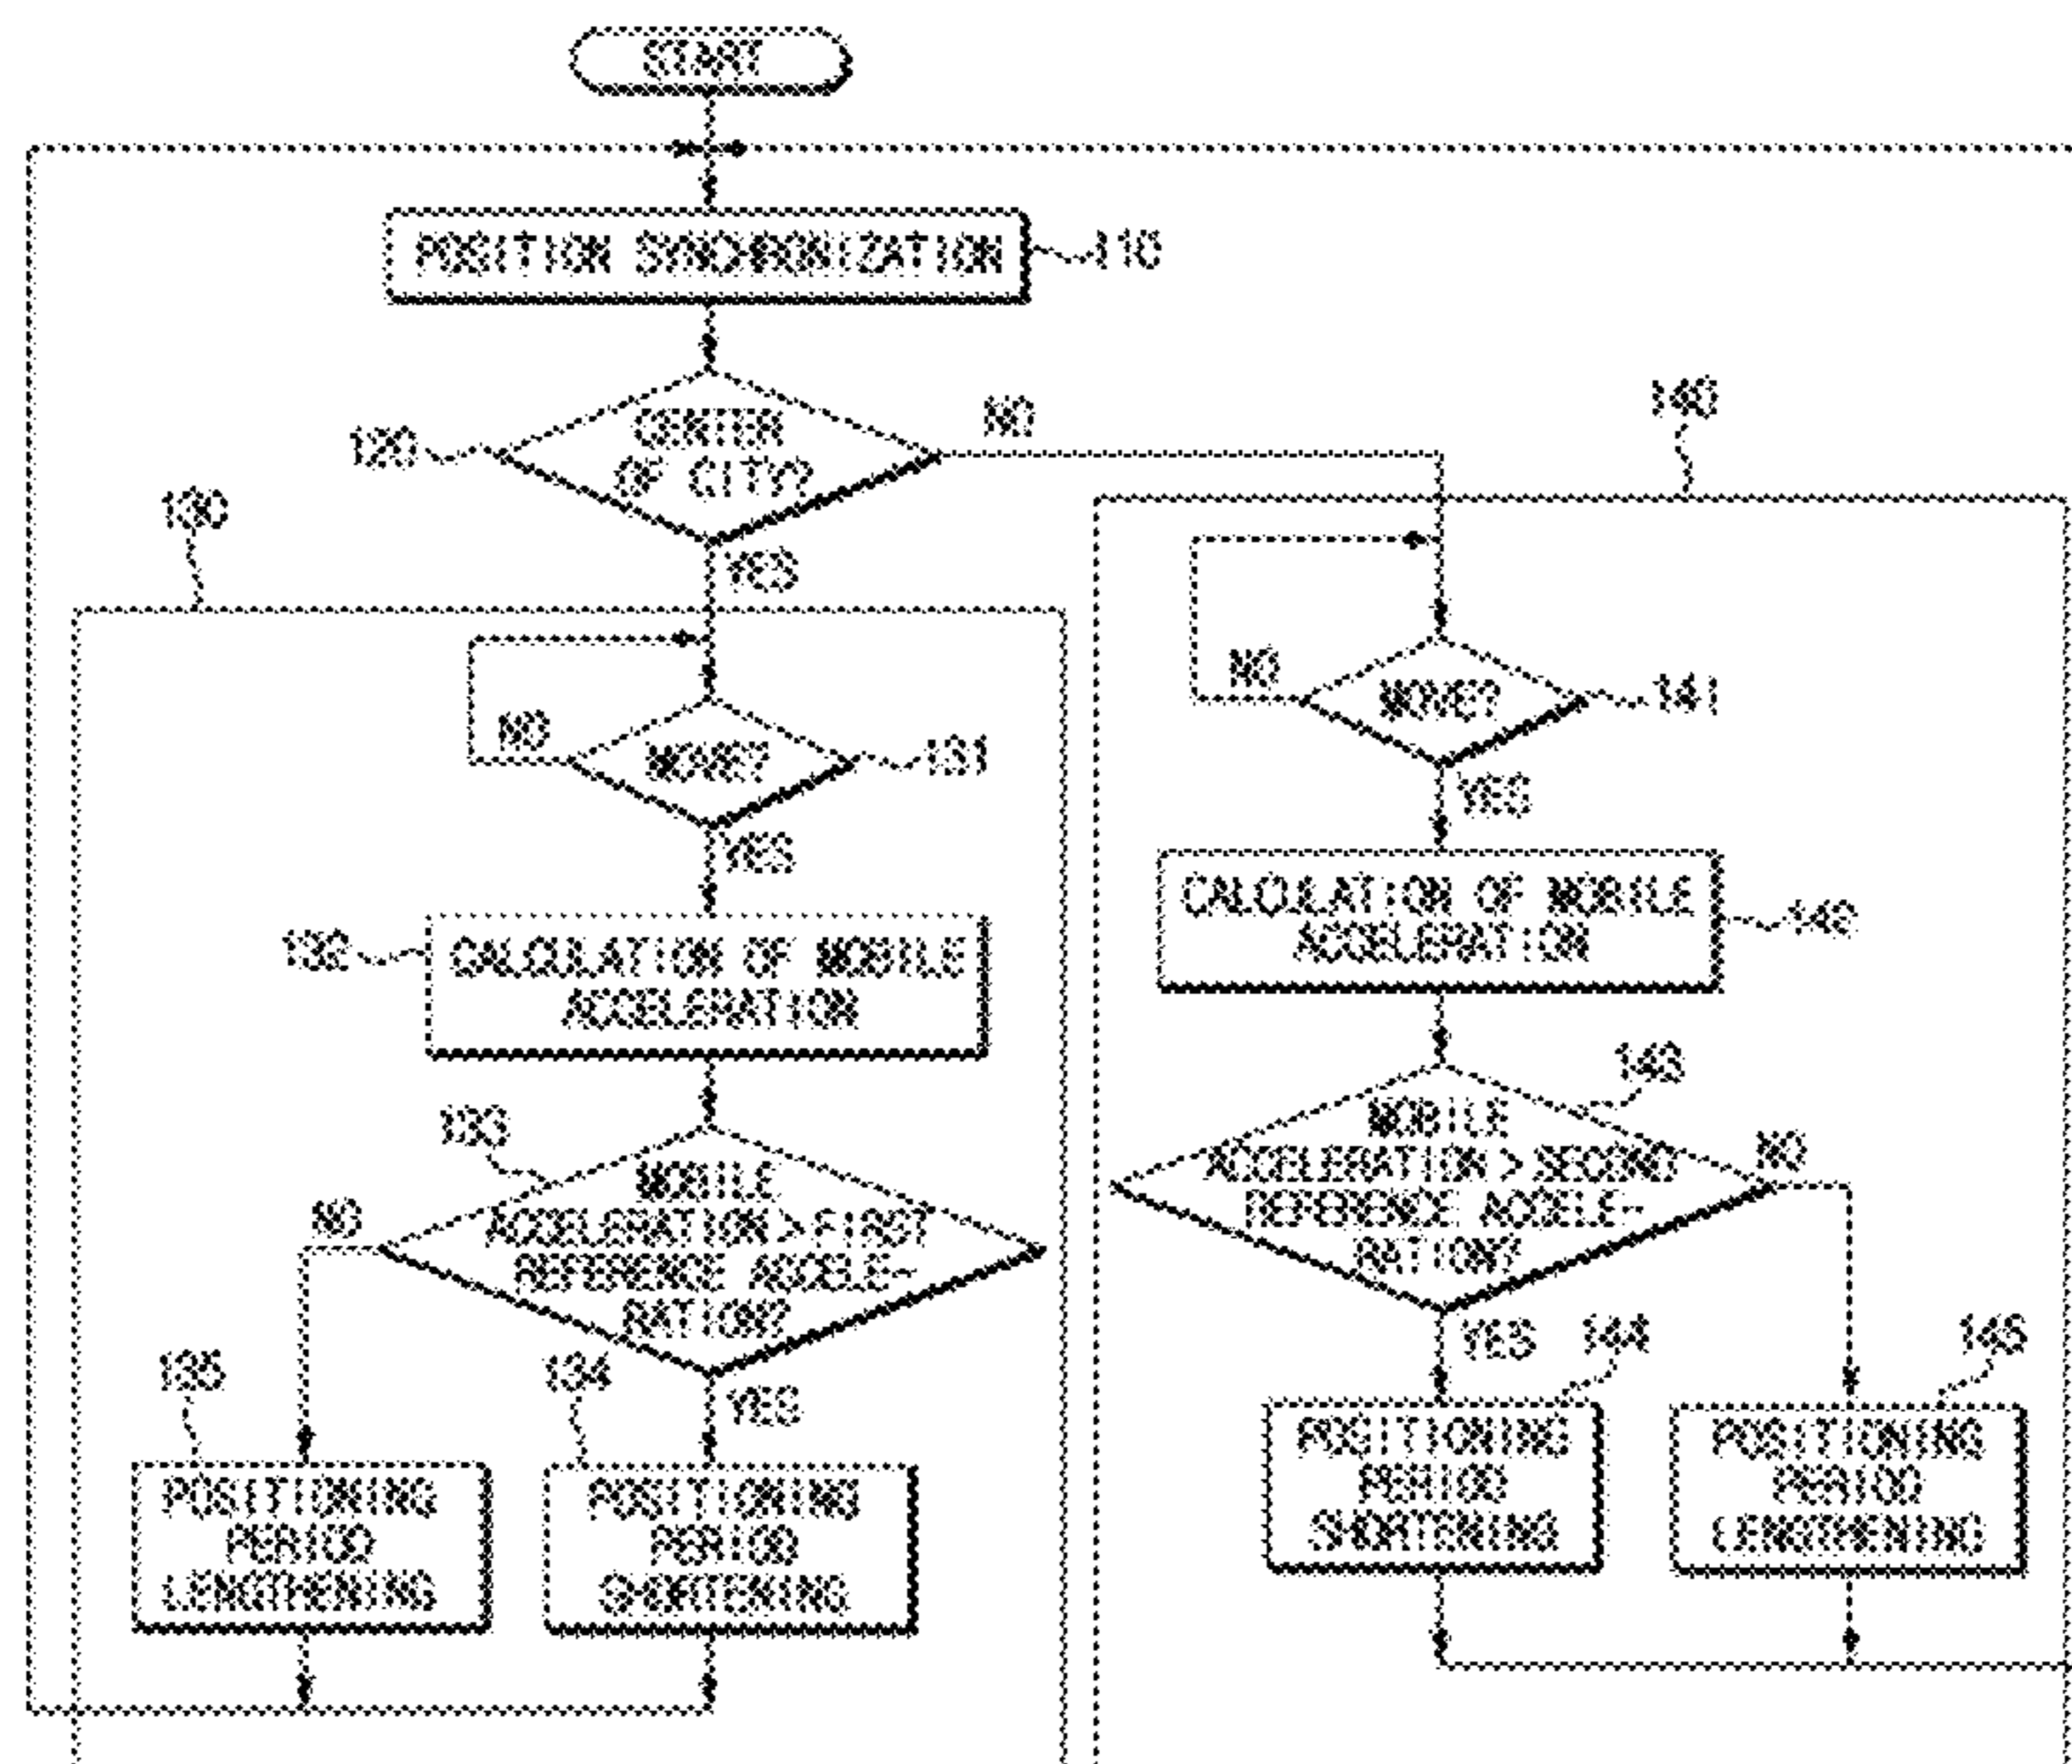 START
POSITION SYNCHRONIZATION
110
CENTER
OF CITY?
120
NO
YES
130
140
MOVE?
NO
131
YES
MOVE?
NO
141
YES
CALCULATION OF MOBILE
ACCELERATION
132
CALCULATION OF MOBILE
ACCELERATION
142
133
MOBILE
ACCELERATION > FIRST
REFERENCE ACCELE-
RATION?
NO
YES
143
MOBILE
ACCELERATION > SECOND
REFERENCE ACCELE-
RATION?
NO
YES
135
POSITIONING
PERIOD
LENGTHENING
134
POSITIONING
PERIOD
SHORTENING
144
POSITIONING
PERIOD
SHORTENING
145
POSITIONING
PERIOD
LENGTHENING